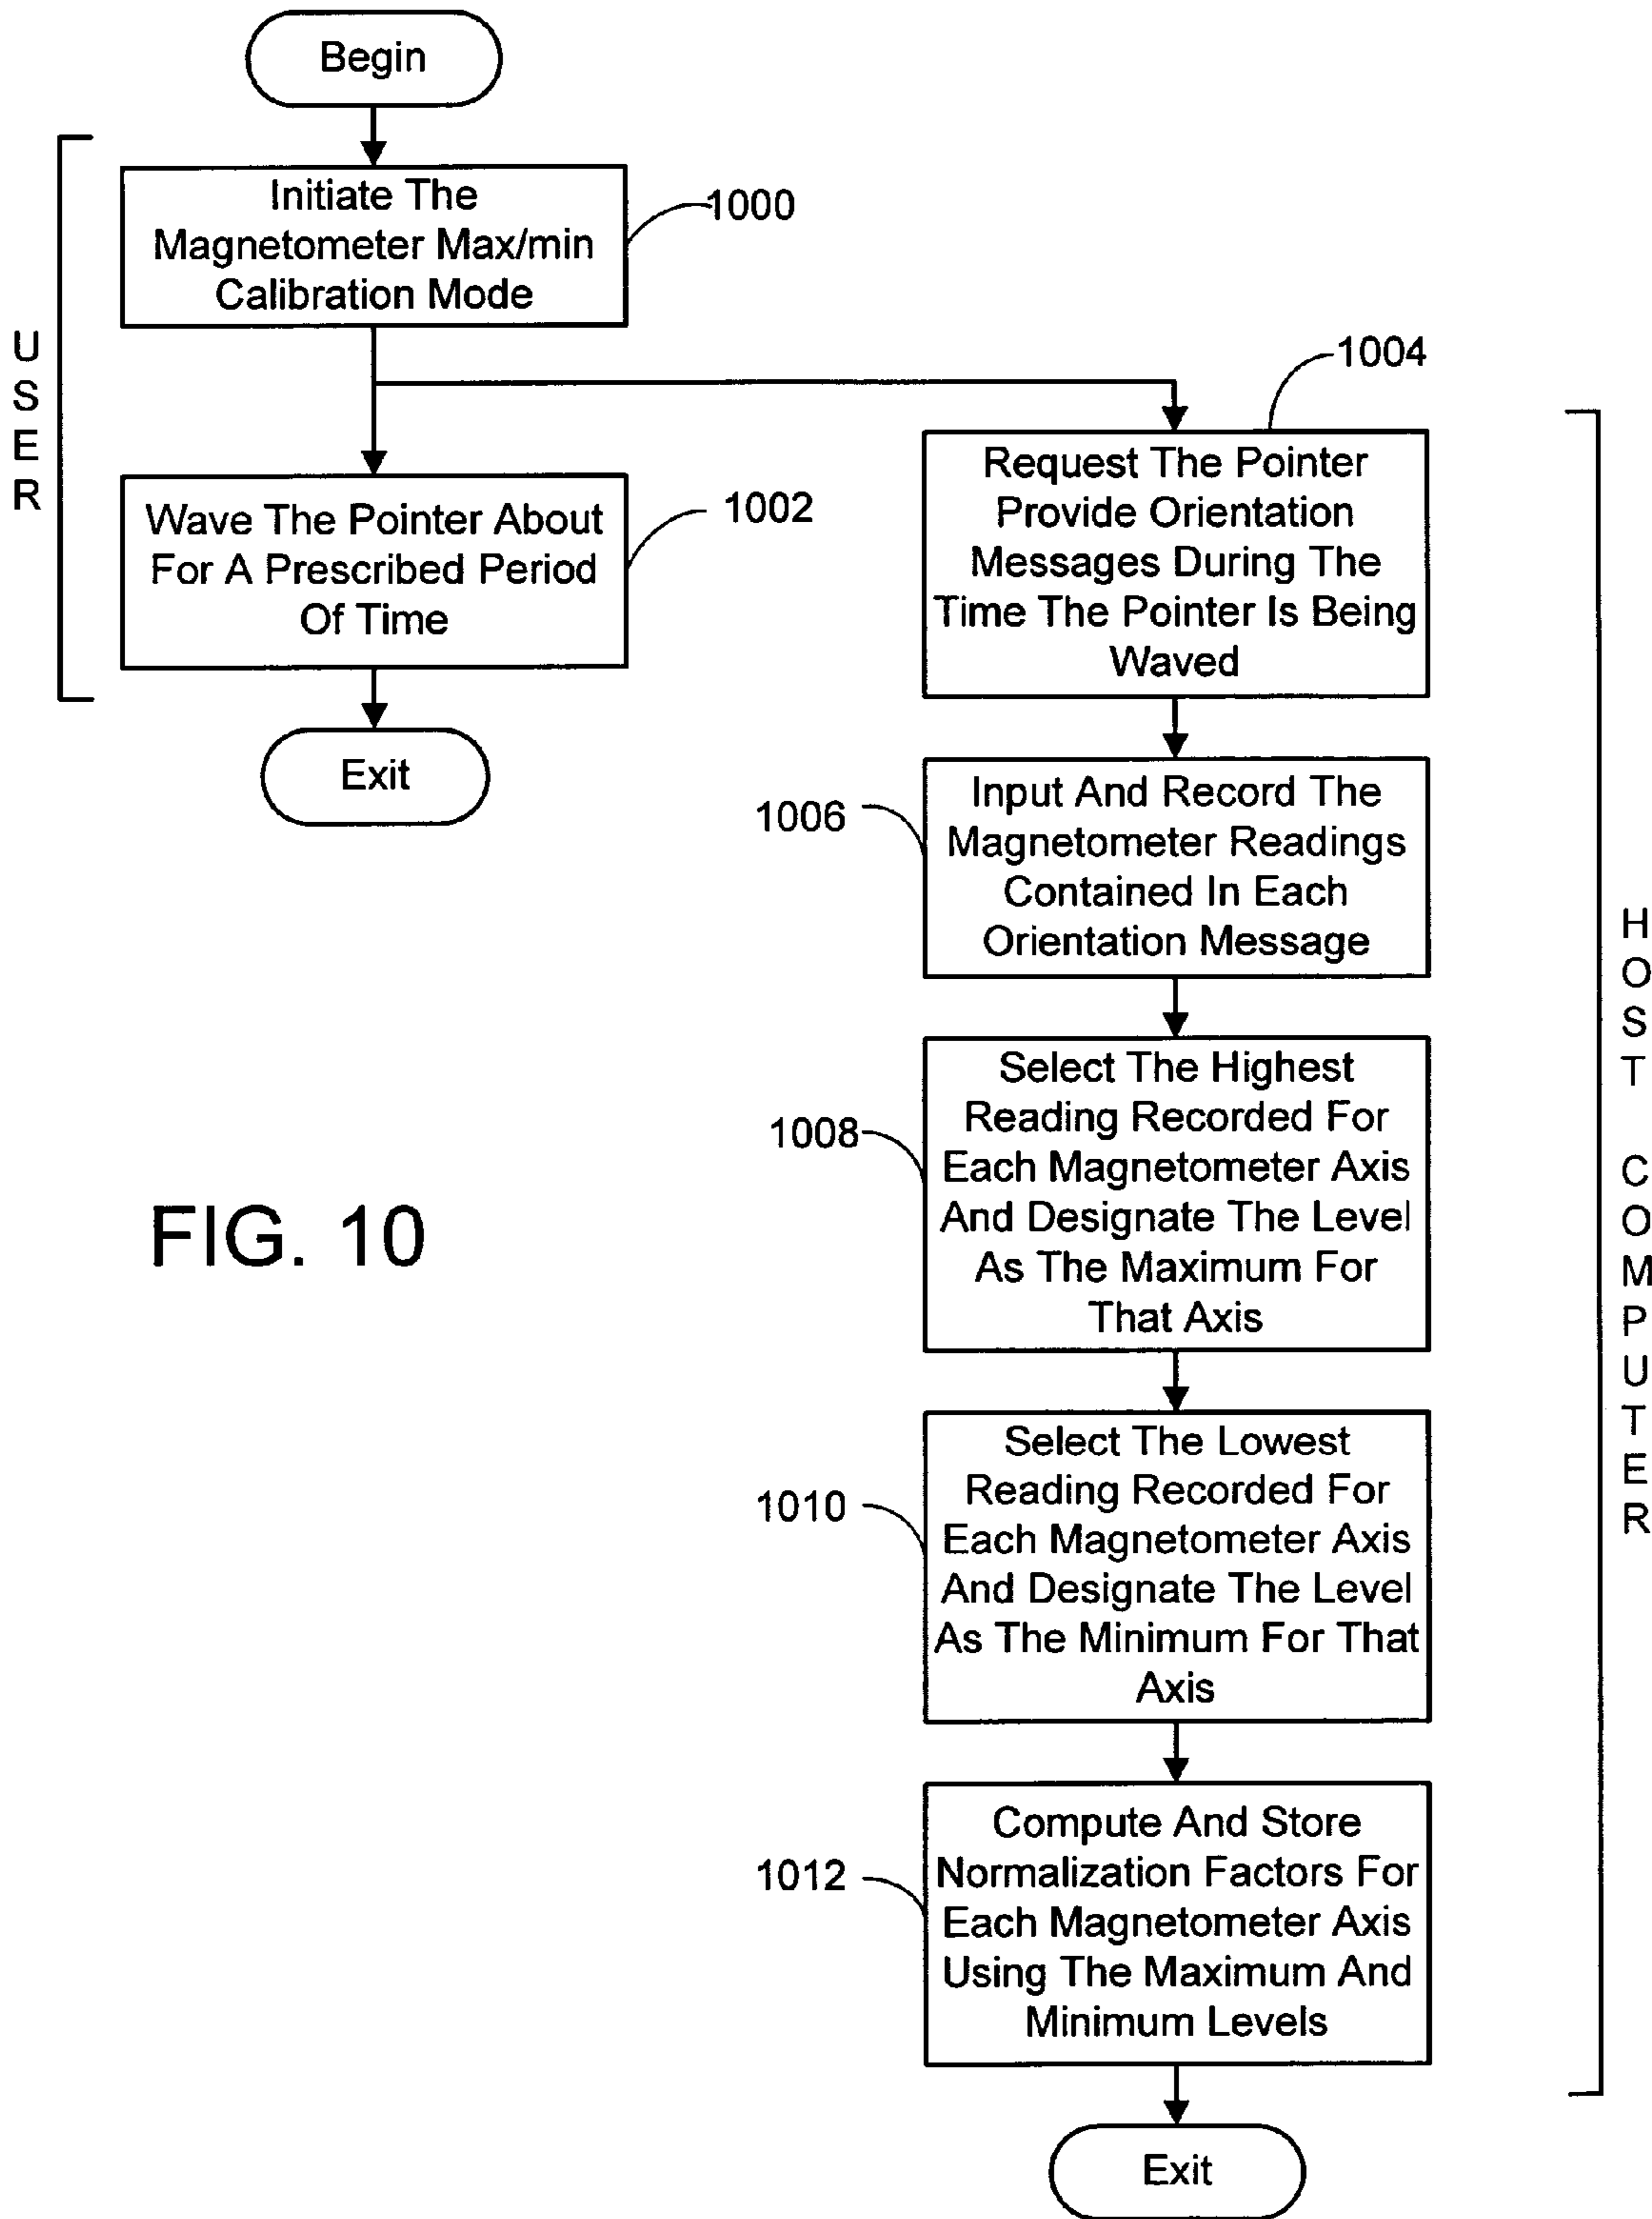 Begin
Initiate The
Magnetometer Max/min
Calibration Mode
1000
USER
Wave The Pointer About
For A Prescribed Period
Of Time
1002
Exit
1004
Request The Pointer
Provide Orientation
Messages During The
Time The Pointer Is Being
Waved
1006
Input And Record The
Magnetometer Readings
Contained In Each
Orientation Message
1008
Select The Highest
Reading Recorded For
Each Magnetometer Axis
And Designate The Level
As The Maximum For
That Axis
1010
Select The Lowest
Reading Recorded For
Each Magnetometer Axis
And Designate The Level
As The Minimum For That
Axis
1012
Compute And Store
Normalization Factors For
Each Magnetometer Axis
Using The Maximum And
Minimum Levels
Exit
HOST COMPUTER
FIG. 10